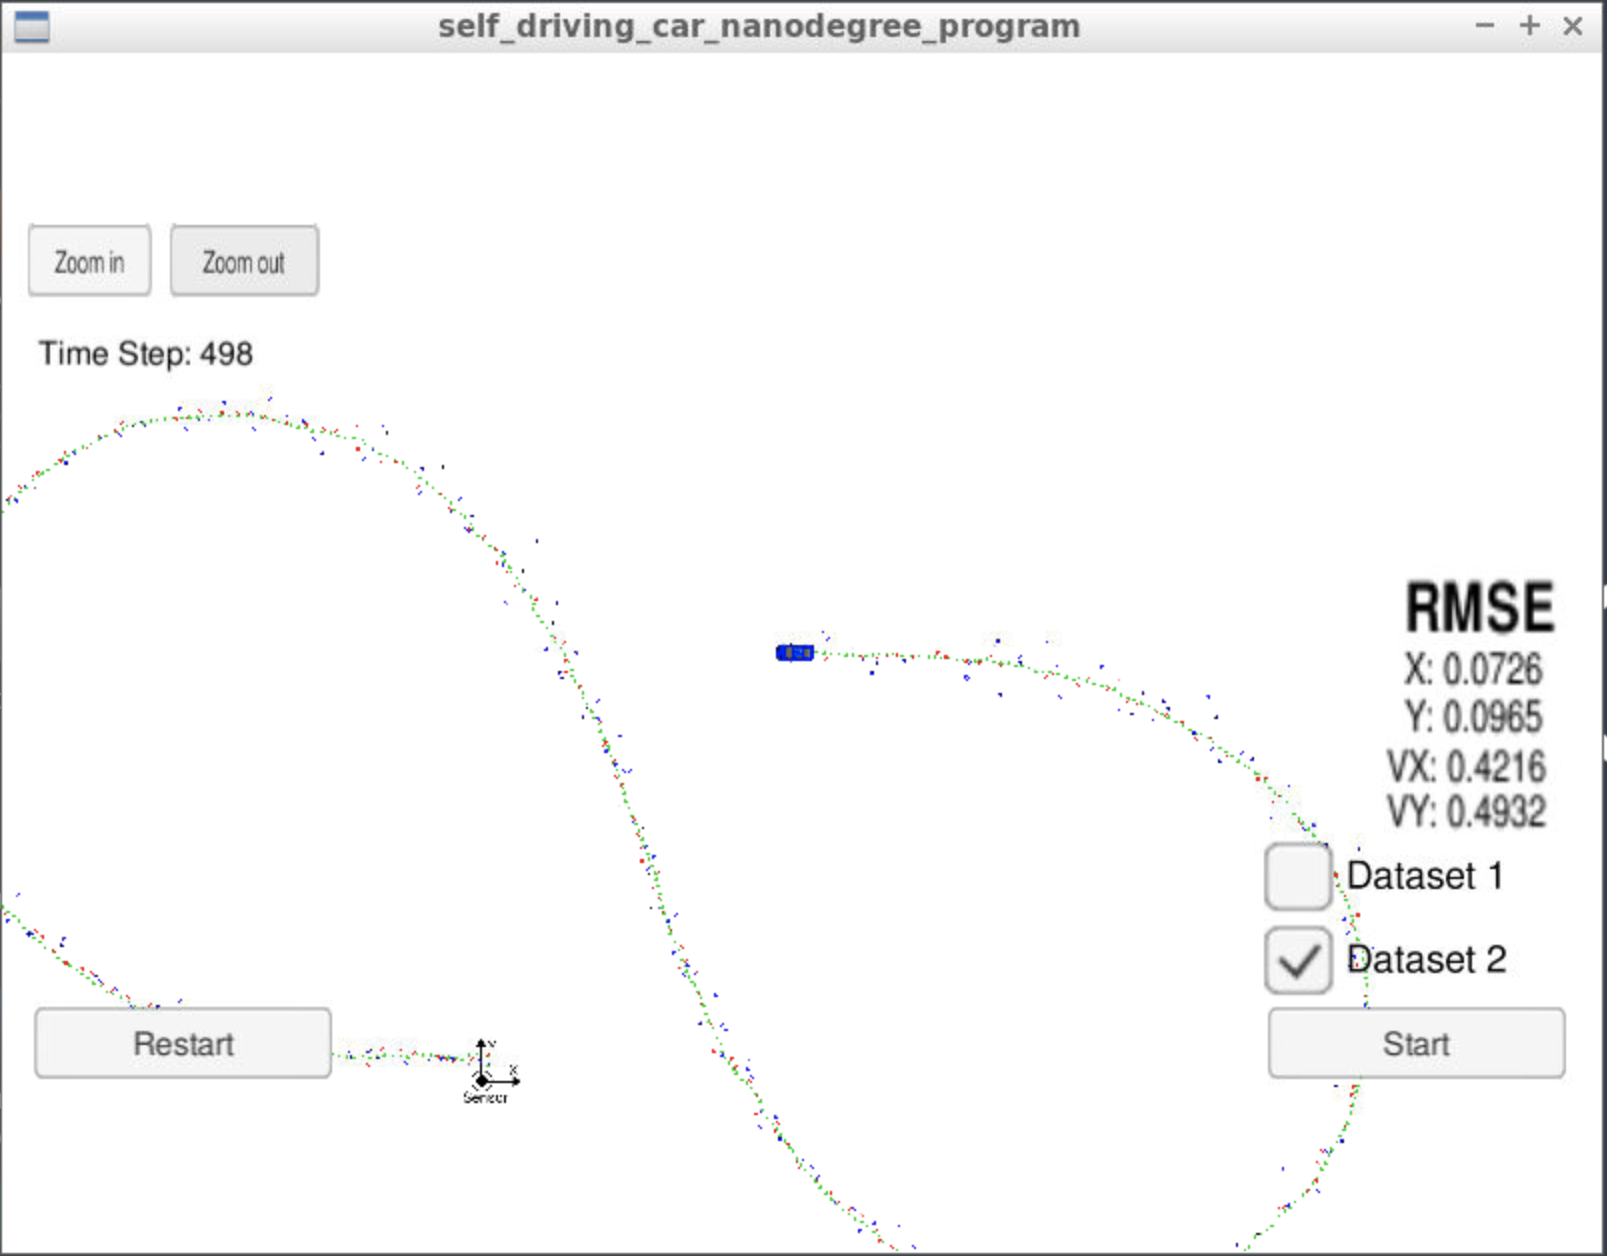 self_driving_car_nanodegree_program
Zoom in Zoom out
Time Step: 498
RMSE
X: 0.0726
Y: 0.0965
VX: 0.4216
VY: 0.4932
Dataset 1
Dataset 2
Restart
Start
Y
X
Sensor